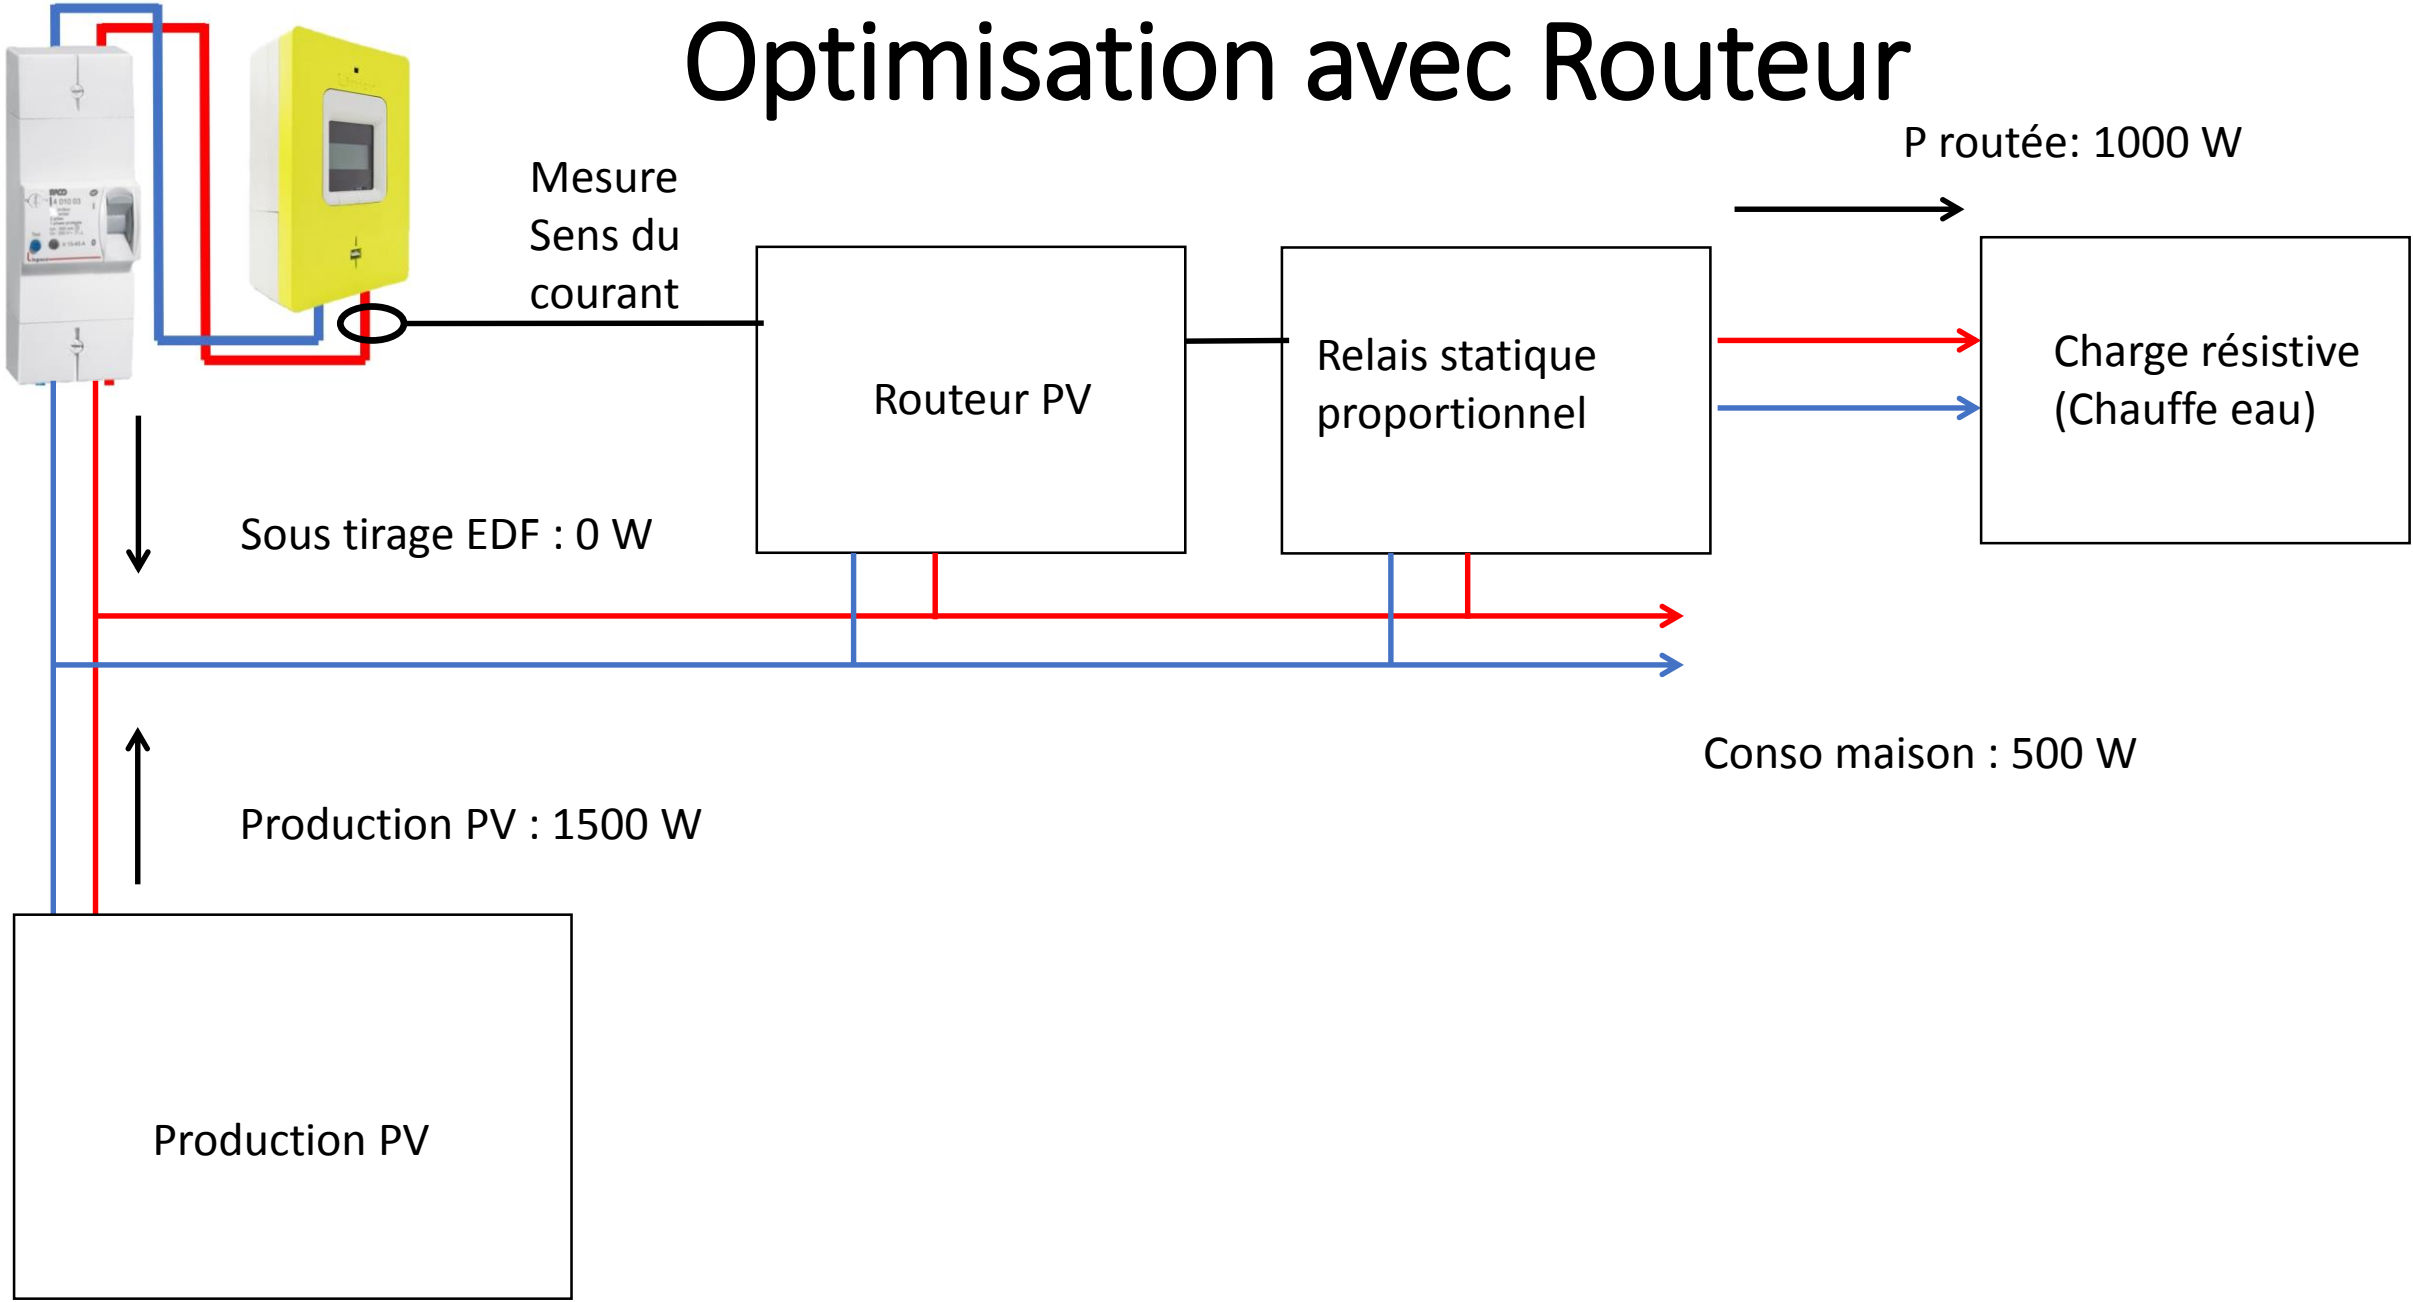 Optimisation avec Routeur
P routée: 1000 W
Mesure
Sens du
courant
Routeur PV
Relais statique
proportionnel
Charge résistive
(Chauffe eau)
Sous tirage EDF : 0 W
Conso maison : 500 W
Production PV : 1500 W
Production PV